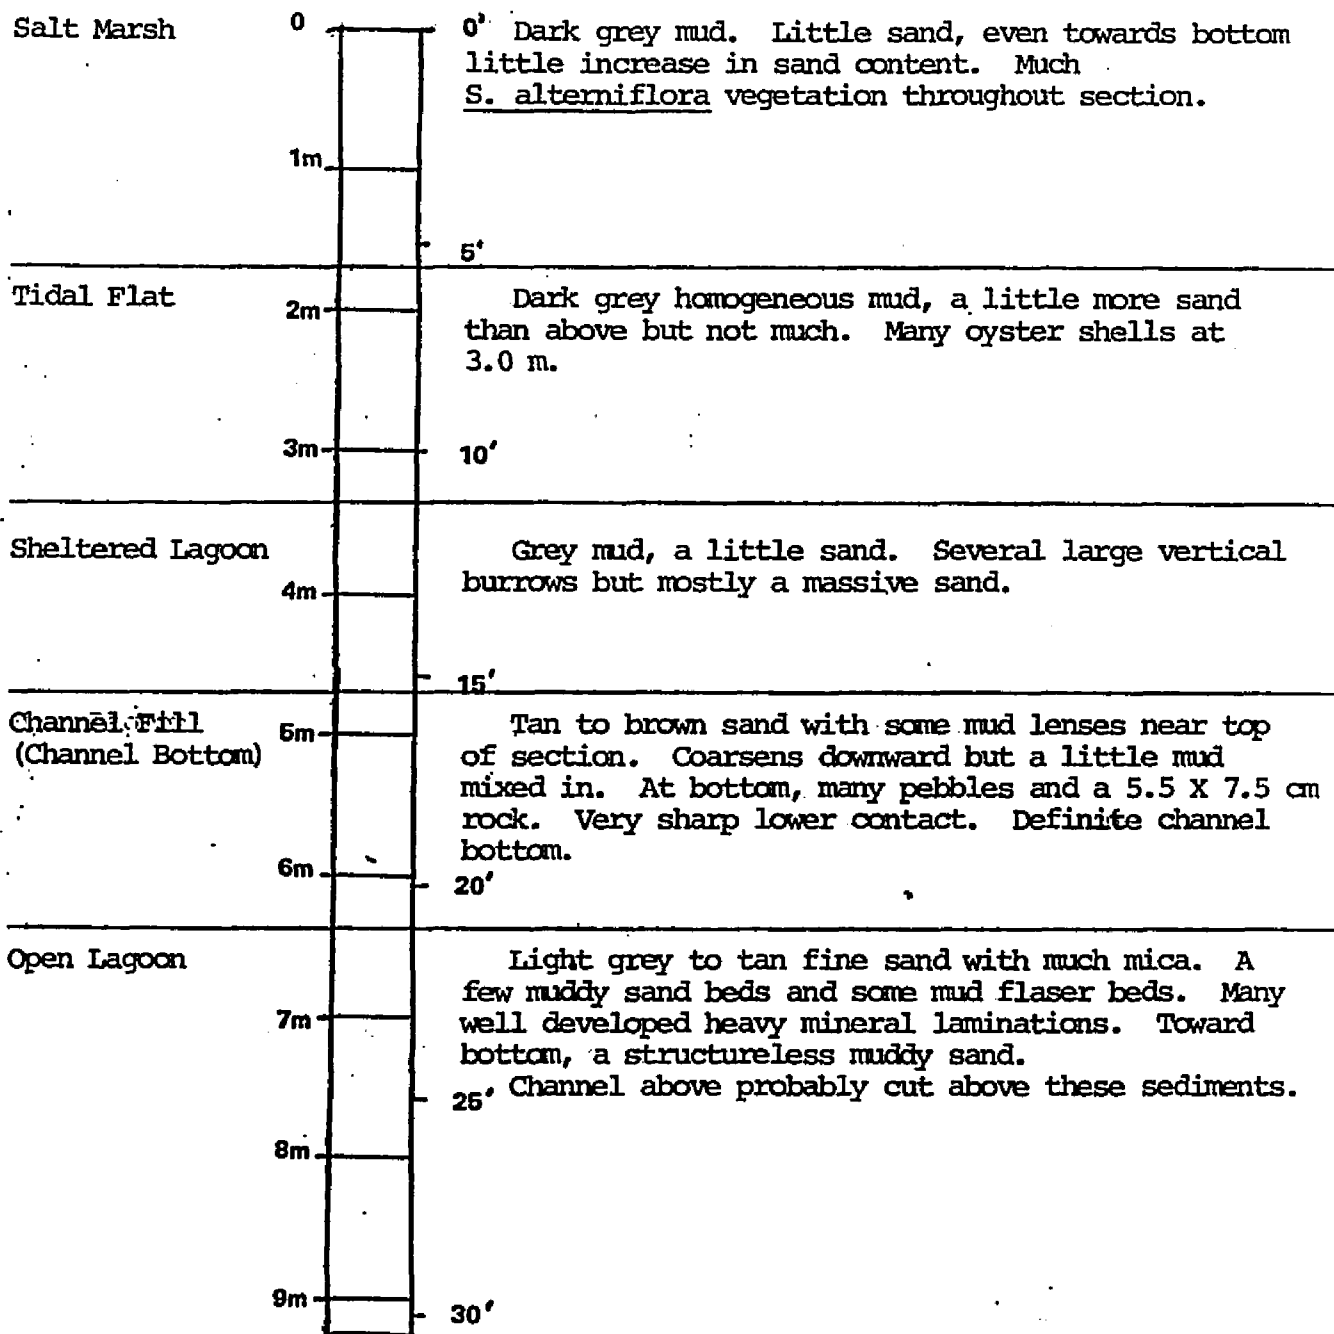 Salt Marsh
0
0' Dark grey mud. Little sand, even towards bottom
little increase in sand content. Much
S. alterniflora vegetation throughout section.
1m
5'
Tidal Flat
2m
Dark grey homogeneous mud, a little more sand
than above but not much. Many oyster shells at
3.0 m.
3m
10'
Sheltered Lagoon
Grey mud, a little sand. Several large vertical
burrows but mostly a massive sand.
4m
15'
Channel Fill
(Channel Bottom)
5m
Tan to brown sand with some mud lenses near top
of section. Coarsens downward but a little mud
mixed in. At bottom, many pebbles and a 5.5 X 7.5 cm
rock. Very sharp lower contact. Definite channel
bottom.
6m
20'
Open Lagoon
Light grey to tan fine sand with much mica. A
few muddy sand beds and some mud flaser beds. Many
well developed heavy mineral laminations. Toward
bottom, a structureless muddy sand.
7m
25' Channel above probably cut above these sediments.
8m
9m
30'